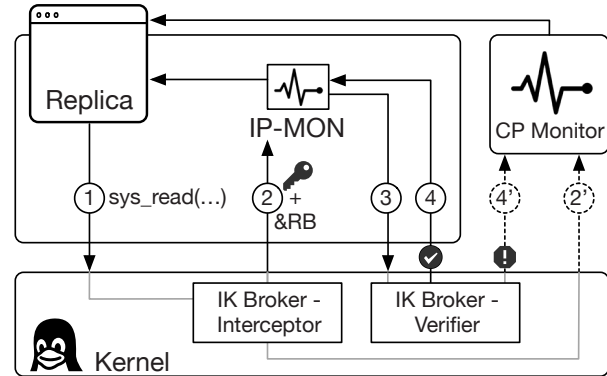 Replica
IP-MON
CP Monitor
1 sys_read(...)
2 +
&RB
3
4
4'
2'
IK Broker -
Interceptor
IK Broker -
Verifier
Kernel